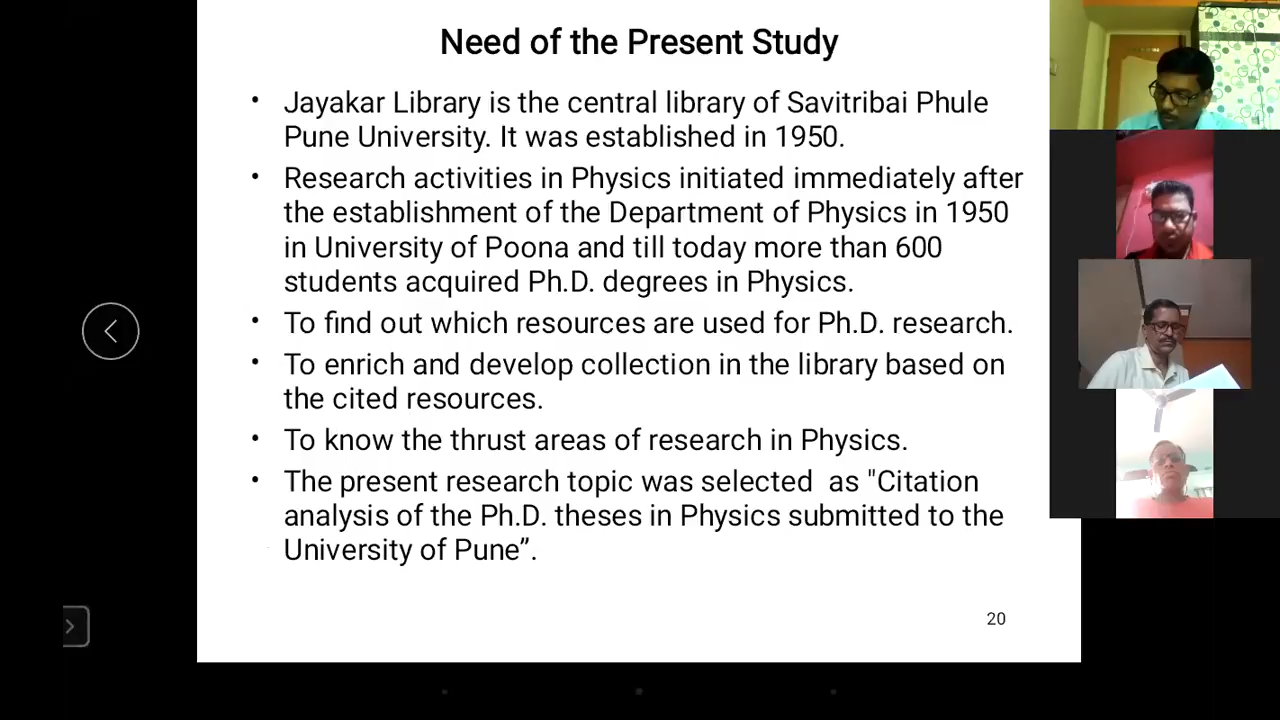 Need of the Present Study
• Jayakar Library is the central library of Savitribai Phule
Pune University. It was established in 1950.
• Research activities in Physics initiated immediately after
the establishment of the Department of Physics in 1950
in University of Poona and till today more than 600
students acquired Ph.D. degrees in Physics.
• To find out which resources are used for Ph.D. research.
• To enrich and develop collection in the library based on
the cited resources.
• To know the thrust areas of research in Physics.
• The present research topic was selected  as "Citation
analysis of the Ph.D. theses in Physics submitted to the
University of Pune”.
20